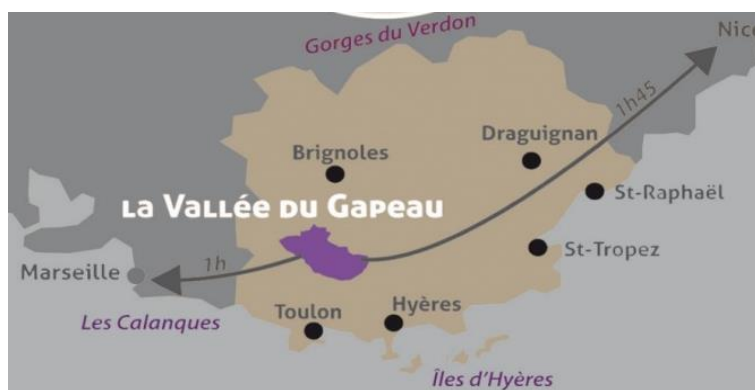 Gorges du Verdon
Nice
1h45
Draguignan
Brignoles
St-Raphaël
La Vallée du Gapeau
St-Tropez
1h
Marseille
Hyères
Toulon
Les Calanques
Îles d'Hyères